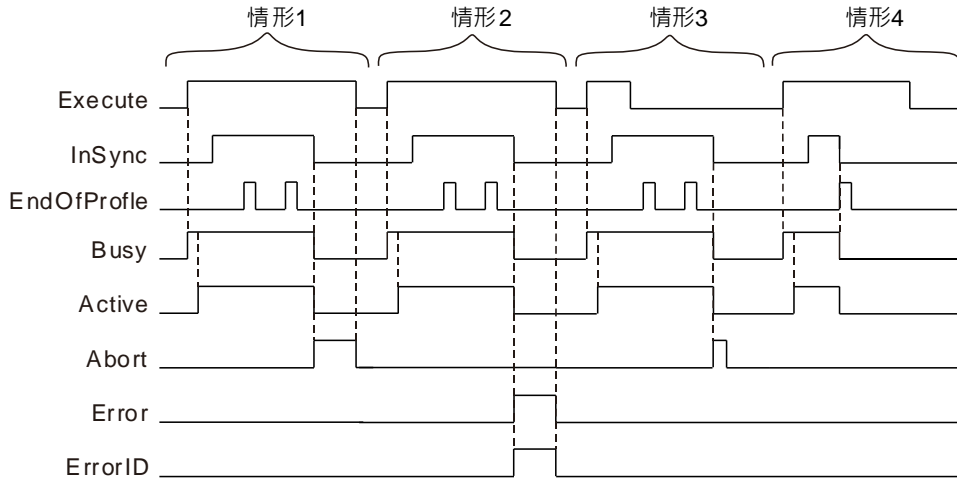 情形1 情形2 情形3 情形4
Execute
InSync
EndOfProfle
Busy
Active
Abort
Error
ErrorID